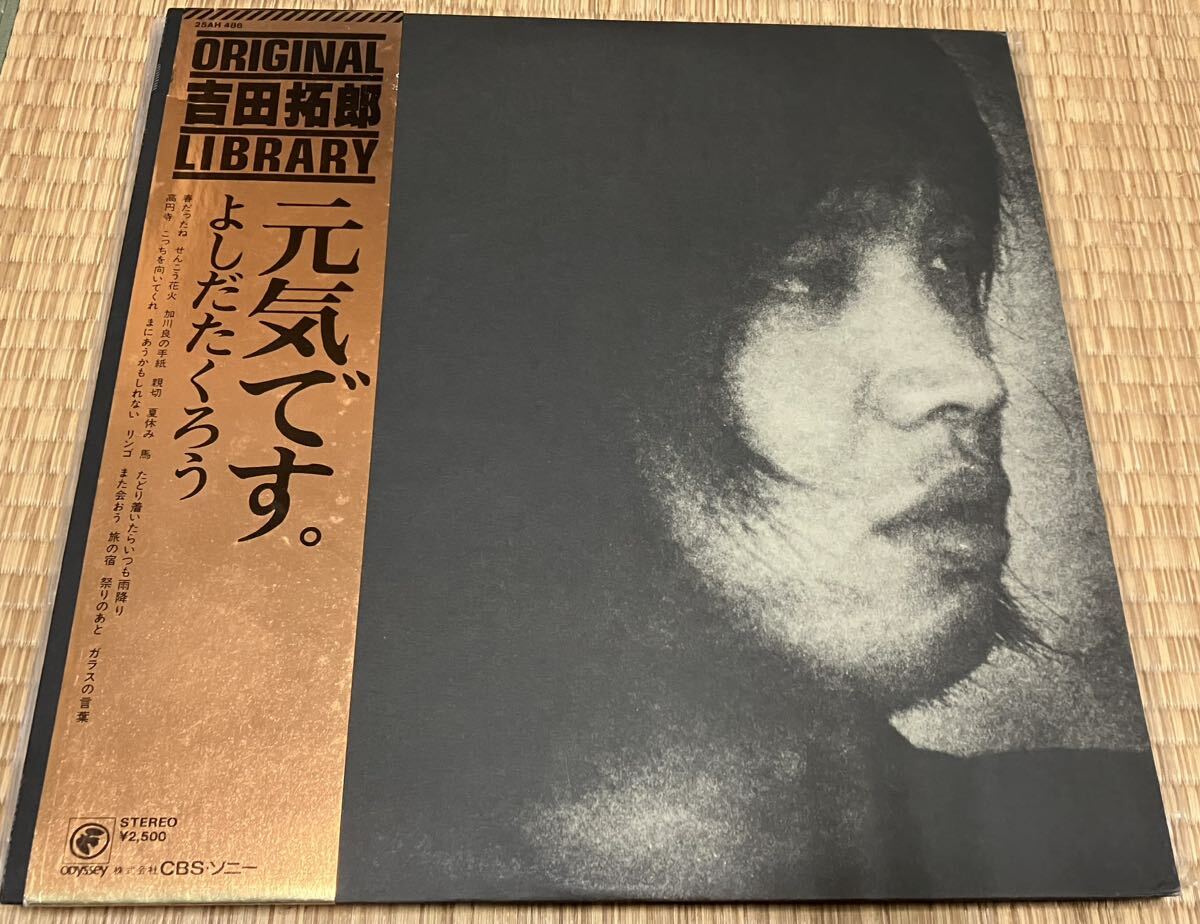 25AH 486
ORIGINAL
吉田拓郎
LIBRARY
元気です。
よしだたくろう
春だったね せんこう花火 加川良の手紙 親切 夏休み 馬 たどり着いたらいつも雨降り
高円寺 こっちを向いてくれ まにあうかもしれない リンゴ また会おう 旅の宿 祭りのあと ガラスの言葉
STEREO
¥2,500
odyssey 株式会社CBS・ソニー